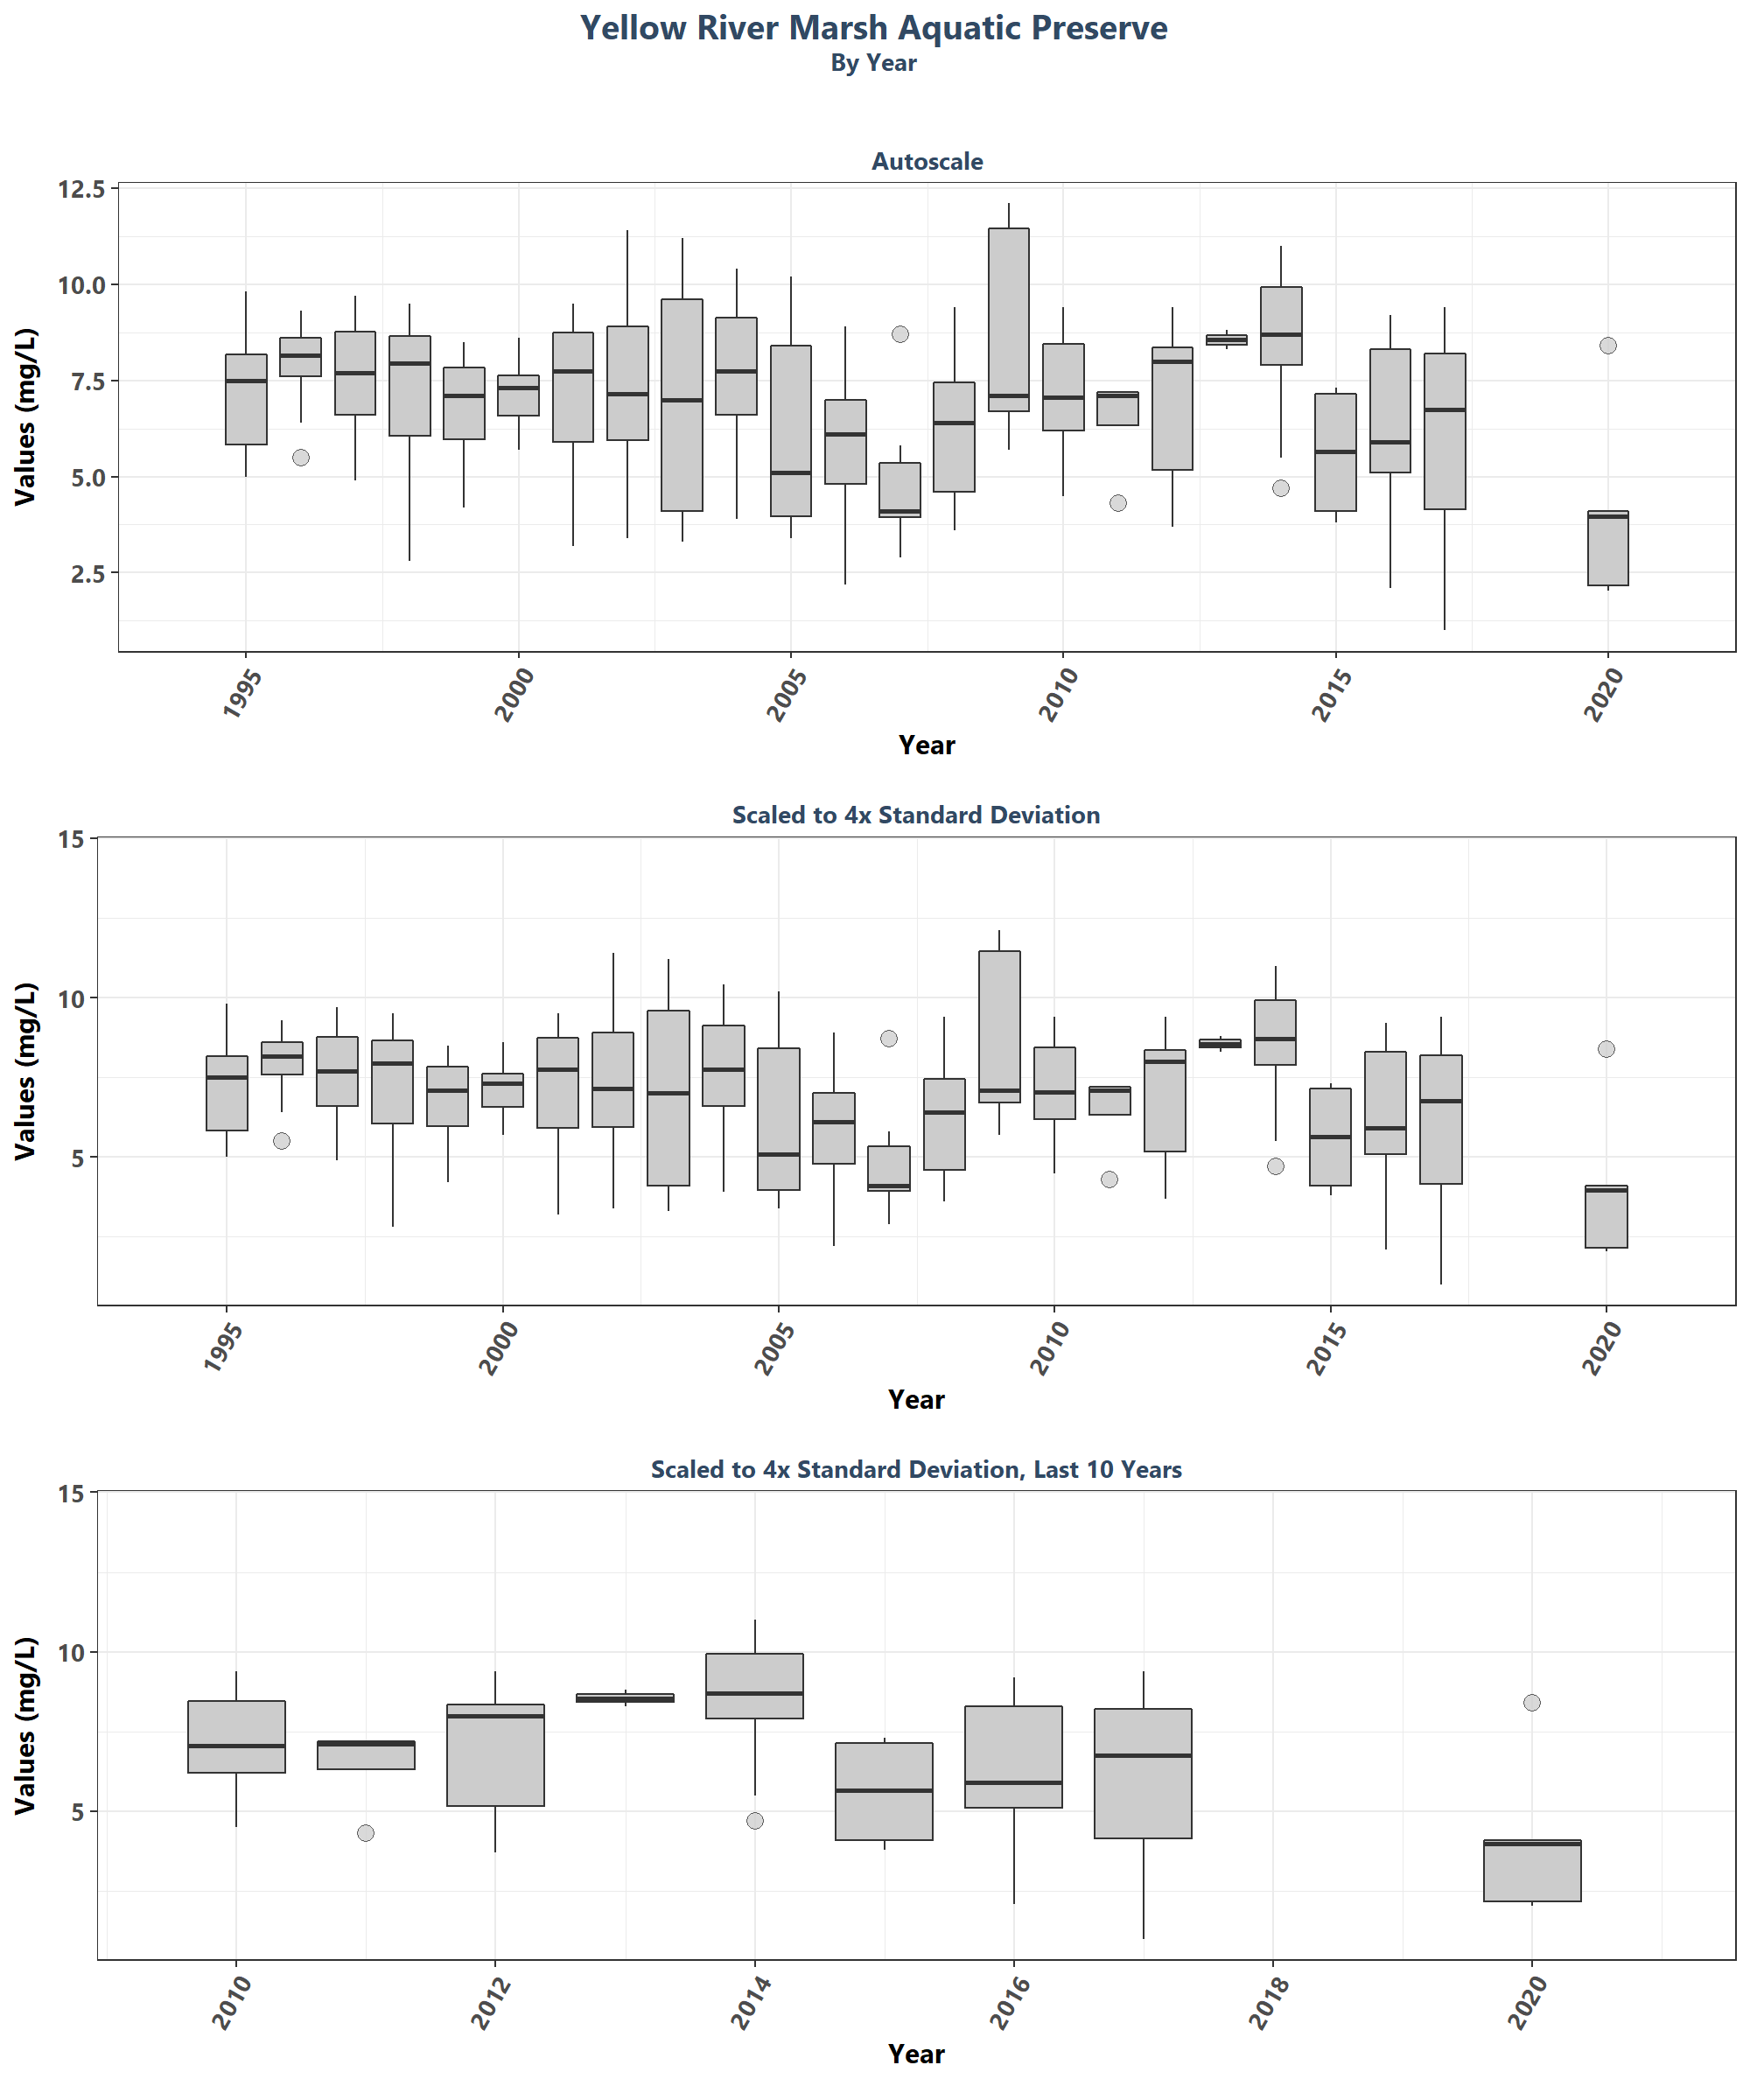 Yellow River Marsh Aquatic Preserve
By Year
Autoscale
Values (mg/L)
12.5
10.0
7.5
5.0
2.5
1995 2000 2005 2010 2015 2020
Year
Scaled to 4x Standard Deviation
Values (mg/L)
15
10
5
1995 2000 2005 2010 2015 2020
Year
Scaled to 4x Standard Deviation, Last 10 Years
Values (mg/L)
15
10
5
2010 2012 2014 2016 2018 2020
Year